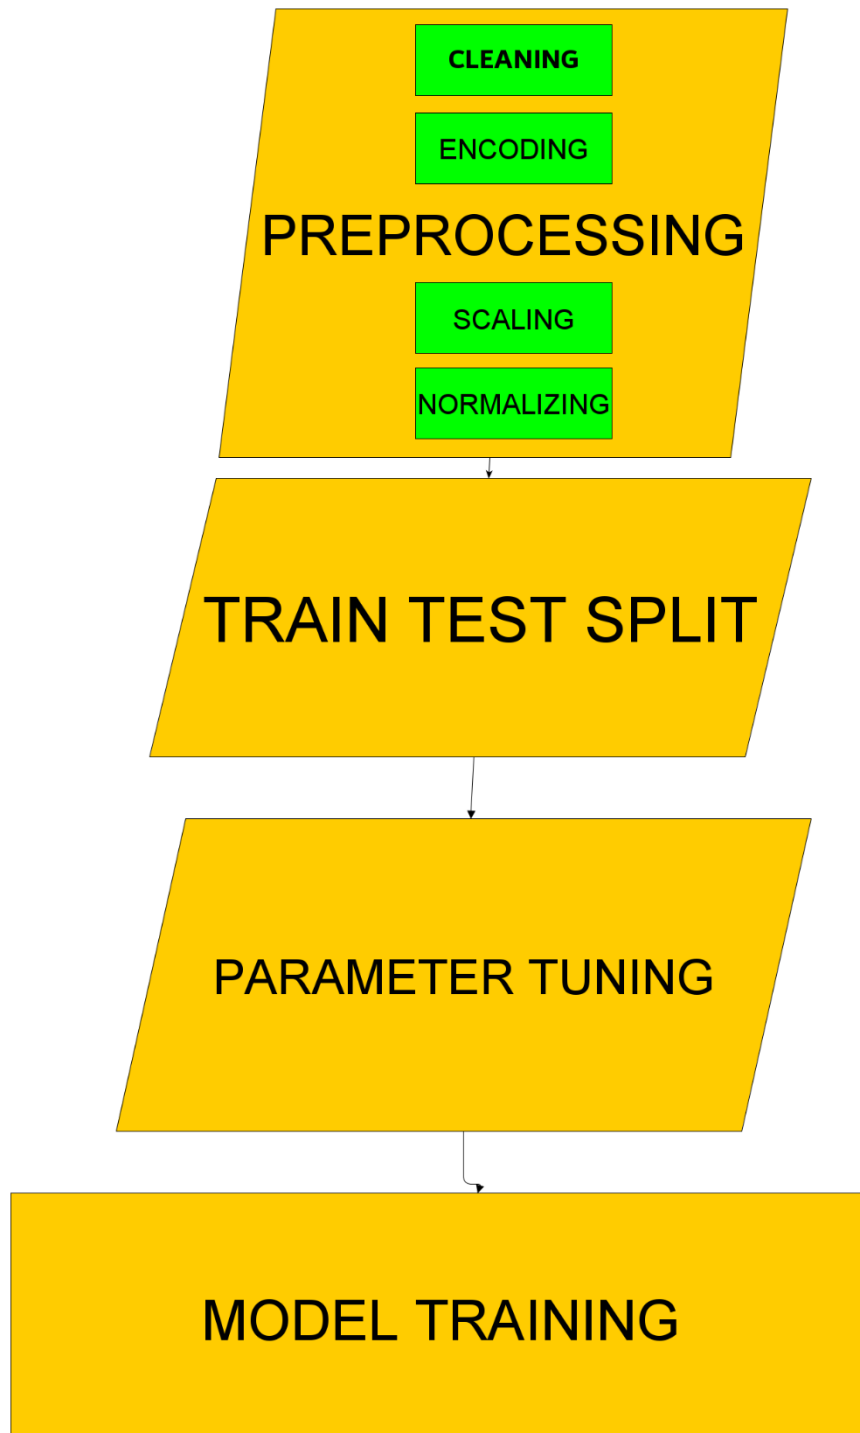 CLEANING
ENCODING
PREPROCESSING
SCALING
NORMALIZING
TRAIN TEST SPLIT
PARAMETER TUNING
MODEL TRAINING